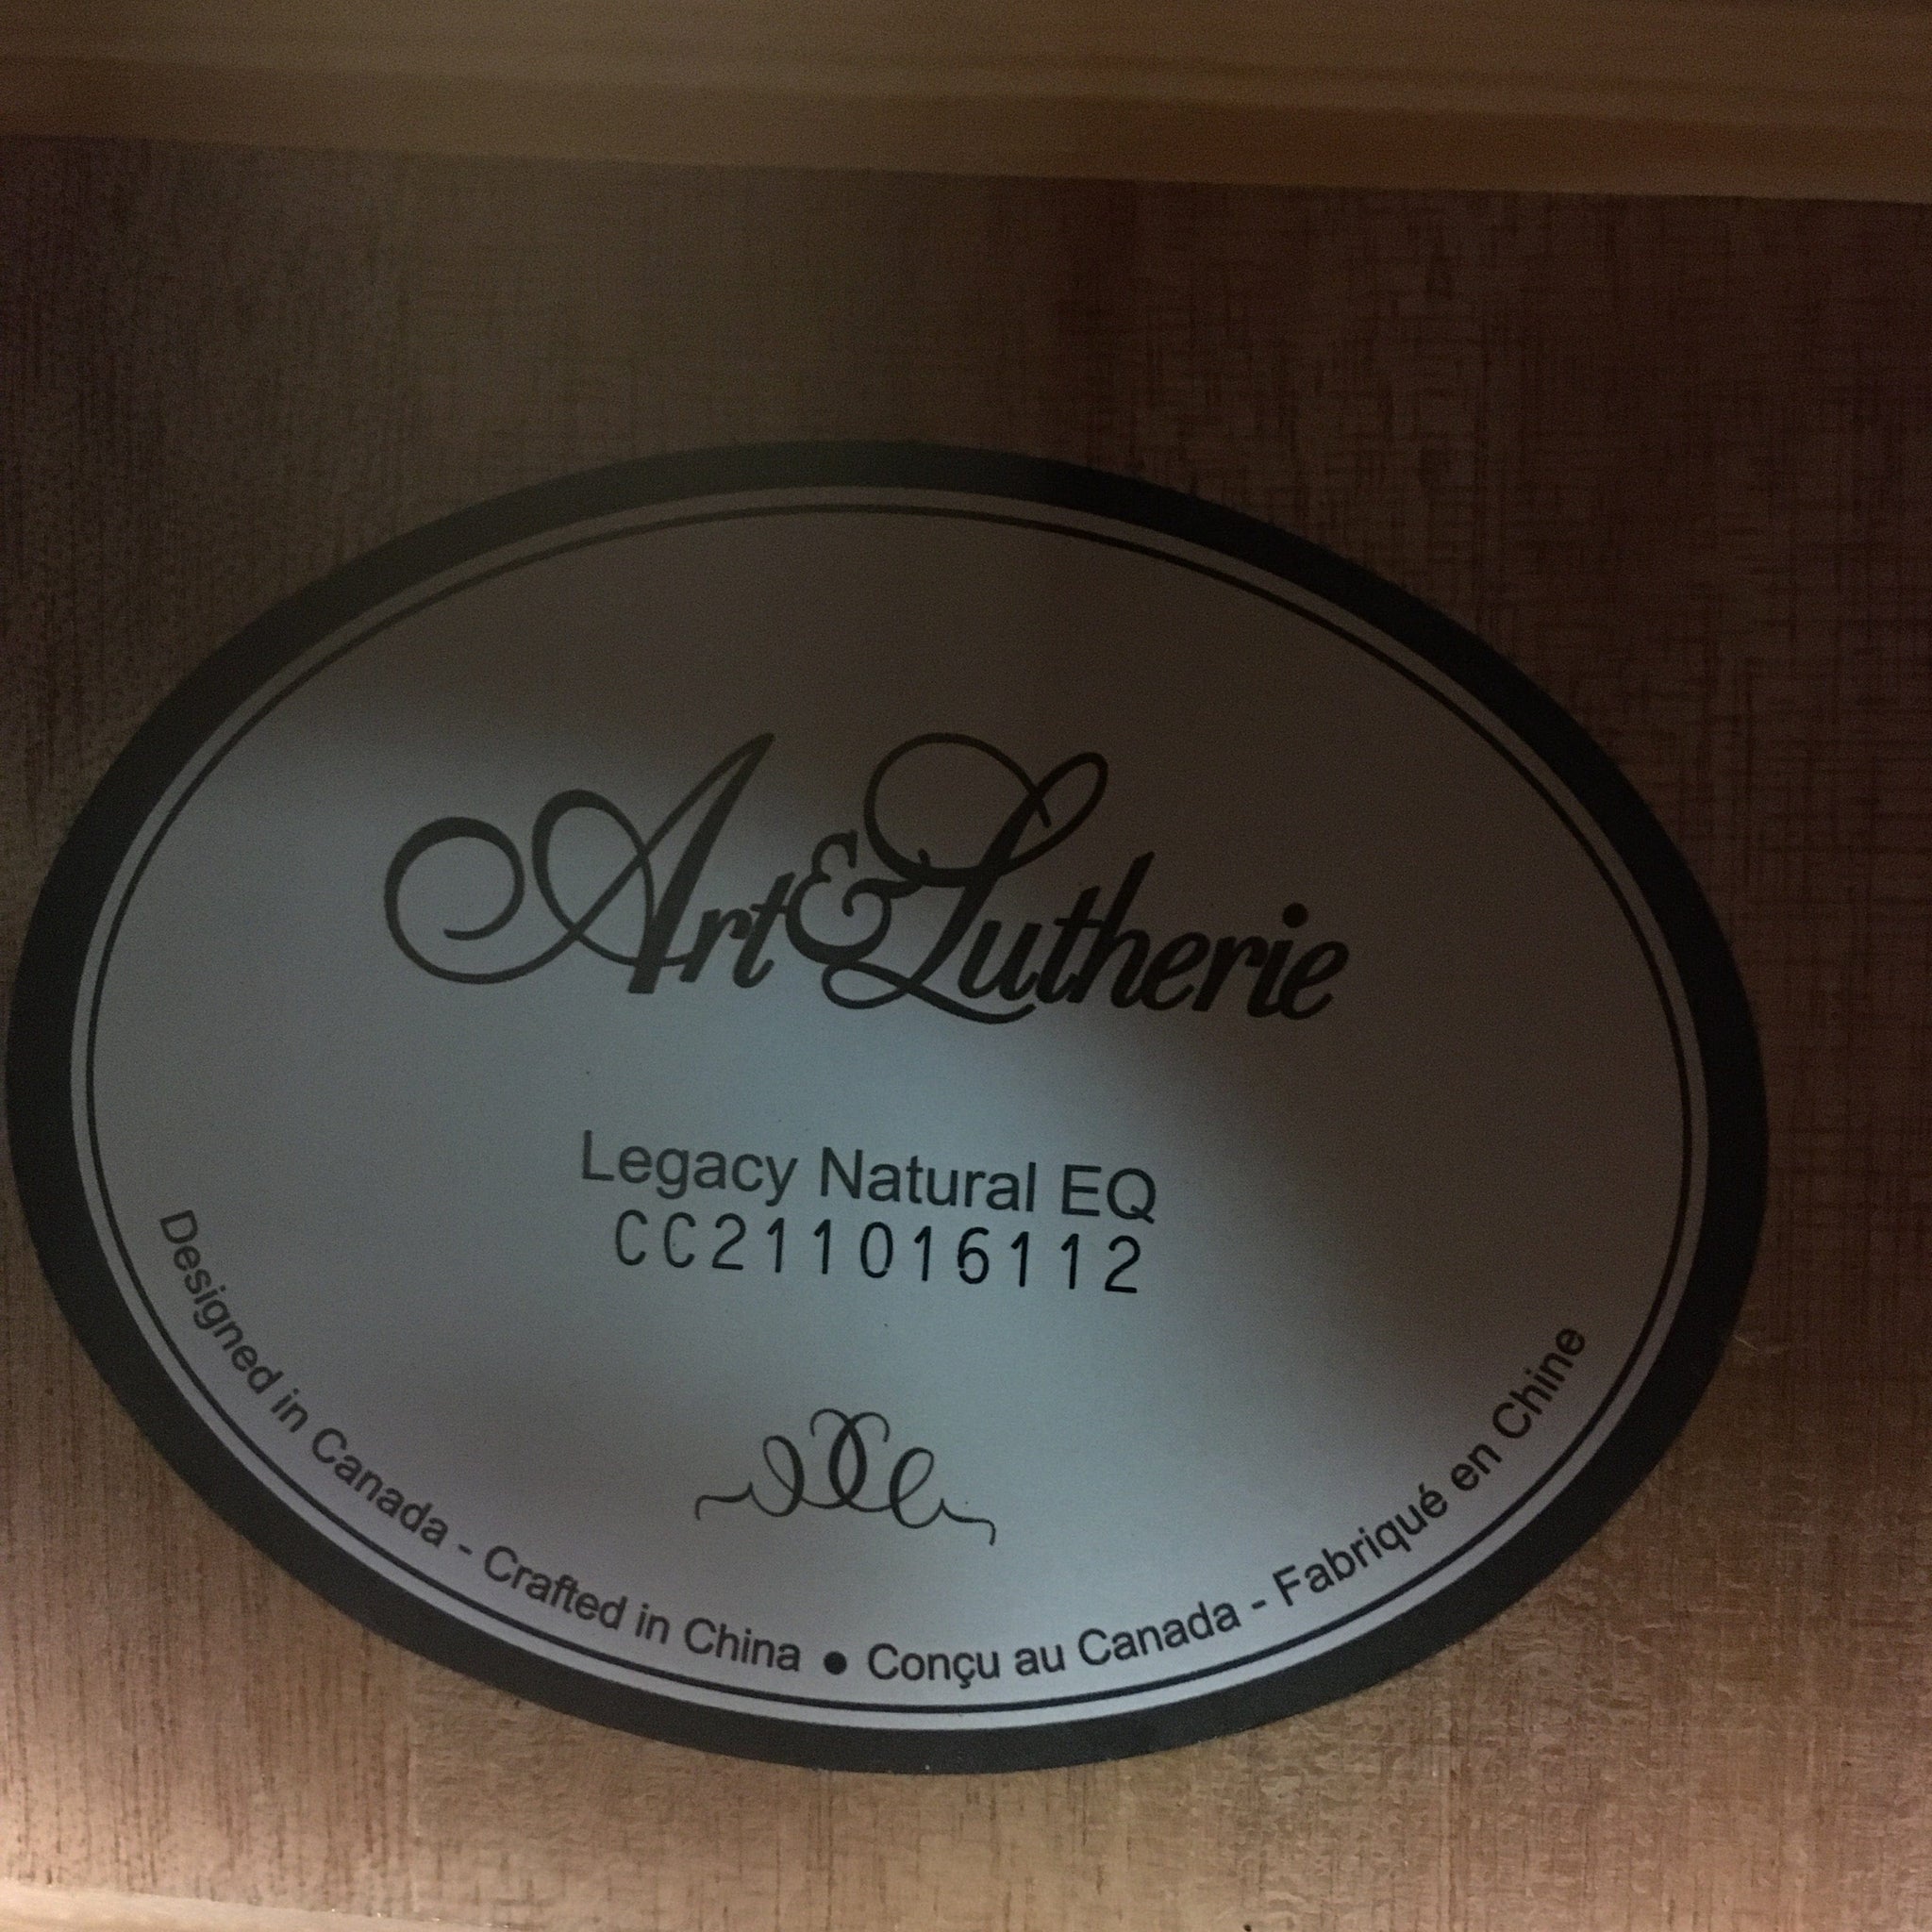 Art & Lutherie
Legacy Natural EQ
CC211016112
Designed in Canada - Crafted in China • Conçu au Canada - Fabriqué en Chine